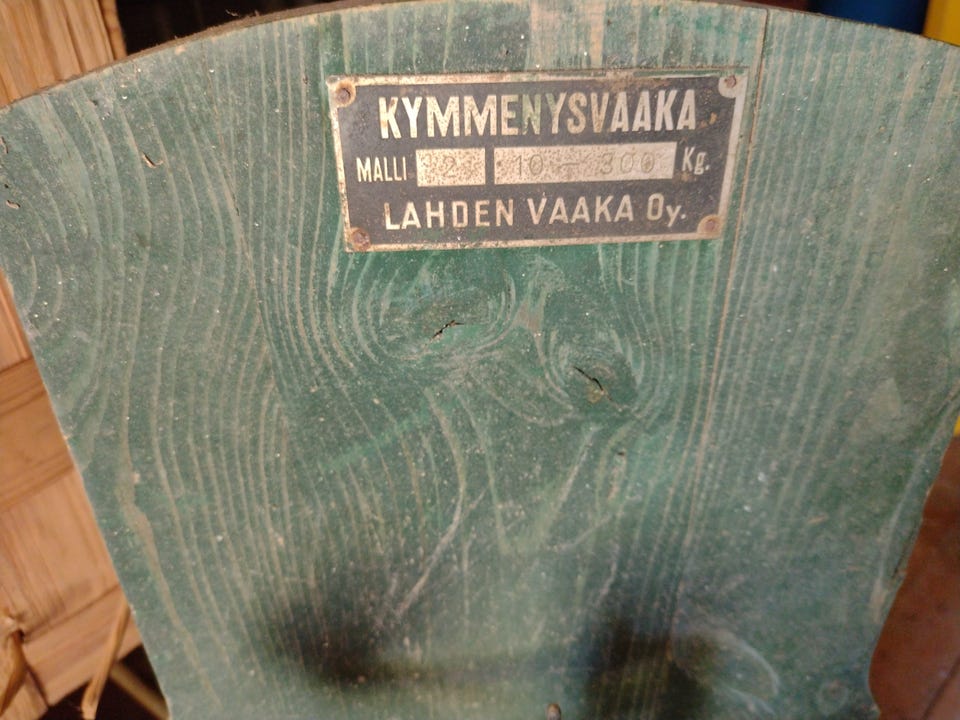 KYMMENYSVAAKA
MALLI 2 10 — 300 Kg.
LAHDEN VAAKA Oy.